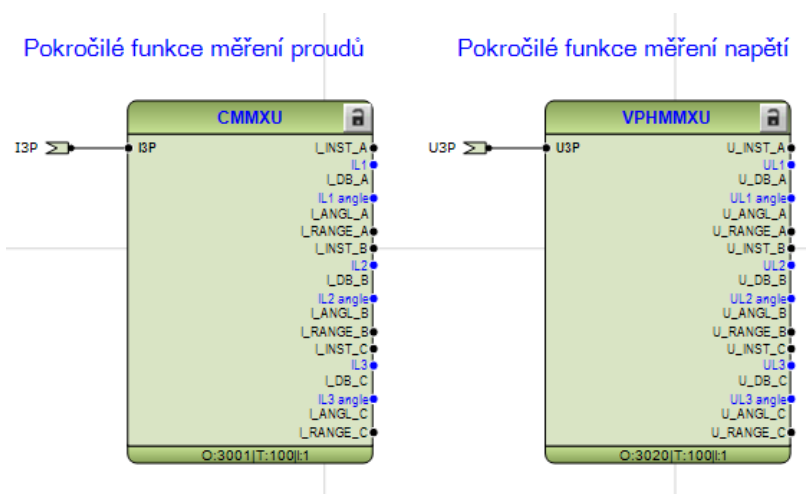 Pokročilé funkce měření proudů
CMMXU
I3P
I3P
I_INST_A
IL1
I_DB_A
IL1 angle
I_ANGL_A
I_RANGE_A
I_INST_B
IL2
I_DB_B
IL2 angle
I_ANGL_B
I_RANGE_B
I_INST_C
IL3
I_DB_C
IL3 angle
I_ANGL_C
I_RANGE_C
O:3001|T:100|I:1
Pokročilé funkce měření napětí
VPHMMXU
U3P
U3P
U_INST_A
UL1
U_DB_A
UL1 angle
U_ANGL_A
U_RANGE_A
U_INST_B
UL2
U_DB_B
UL2 angle
U_ANGL_B
U_RANGE_B
U_INST_C
UL3
U_DB_C
UL3 angle
U_ANGL_C
U_RANGE_C
O:3020|T:100|I:1